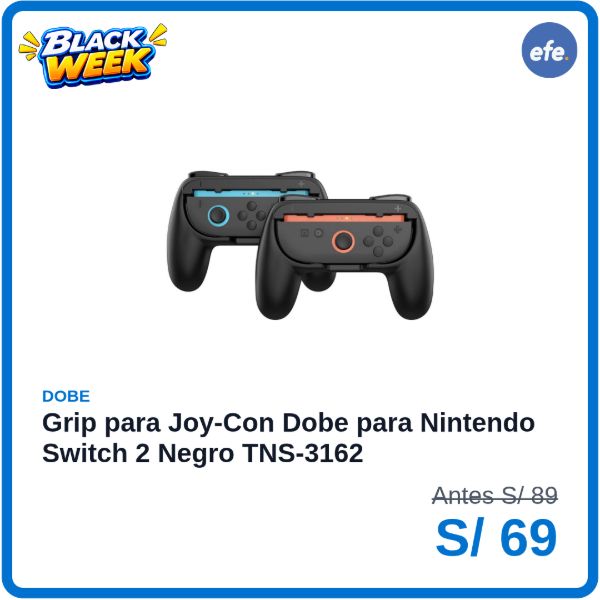 BLACK
WEEK
efe.
DOBE
Grip para Joy-Con Dobe para Nintendo
Switch 2 Negro TNS-3162
Antes S/ 89
S/ 69